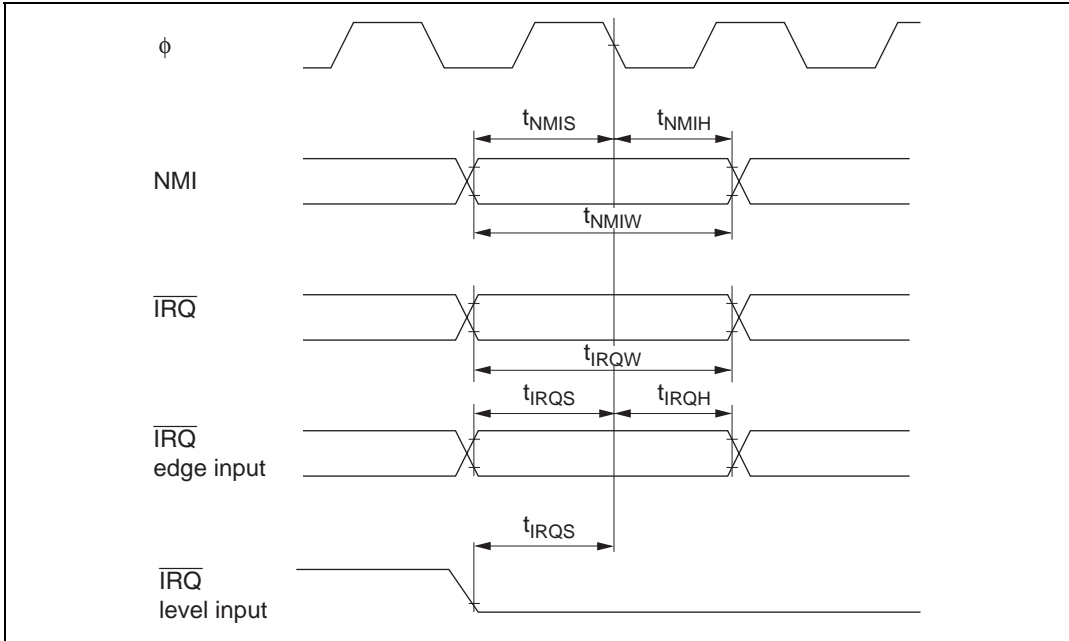 ϕ
tNMIS tNMIH
NMI
tNMIW
IRQ
tIRQW
tIRQS tIRQH
IRQ
edge input
tIRQS
IRQ
level input